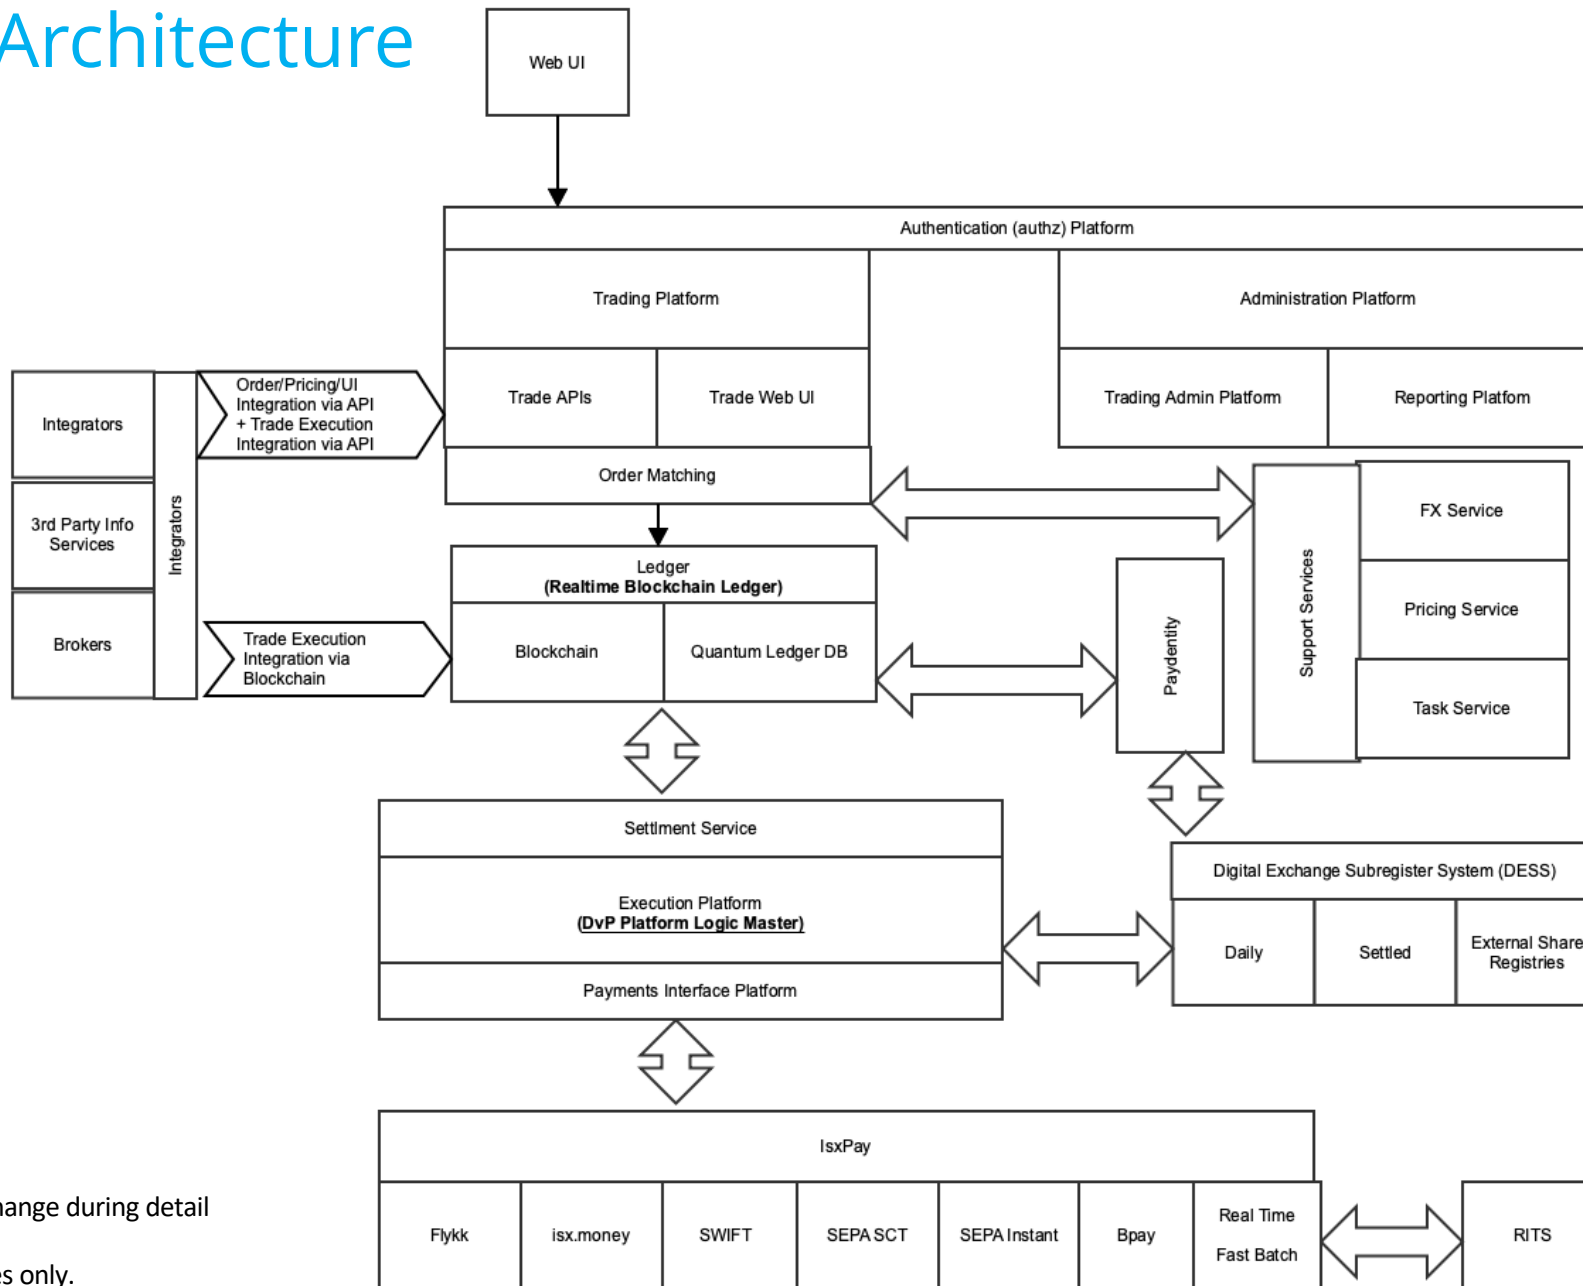 Architecture
Web UI
Authentication (authz) Platform
Trading Platform
Administration Platform
Trade APIs
Trade Web UI
Trading Admin Platform
Reporting Platfom
Order Matching
Integrators
3rd Party Info
Services
Brokers
Integrators
Order/Pricing/UI
Integration via API
+ Trade Execution
Integration via API
Trade Execution
Integration via
Blockchain
Ledger
(Realtime Blockchain Ledger)
Blockchain
Quantum Ledger DB
Paydentity
Support Services
FX Service
Pricing Service
Task Service
Settlment Service
Execution Platform
(DvP Platform Logic Master)
Payments Interface Platform
Digital Exchange Subregister System (DESS)
Daily
Settled
External Share
Registries
IsxPay
Flykk
isx.money
SWIFT
SEPA SCT
SEPA Instant
Bpay
Real Time
Fast Batch
RITS
hange during detail
es only.